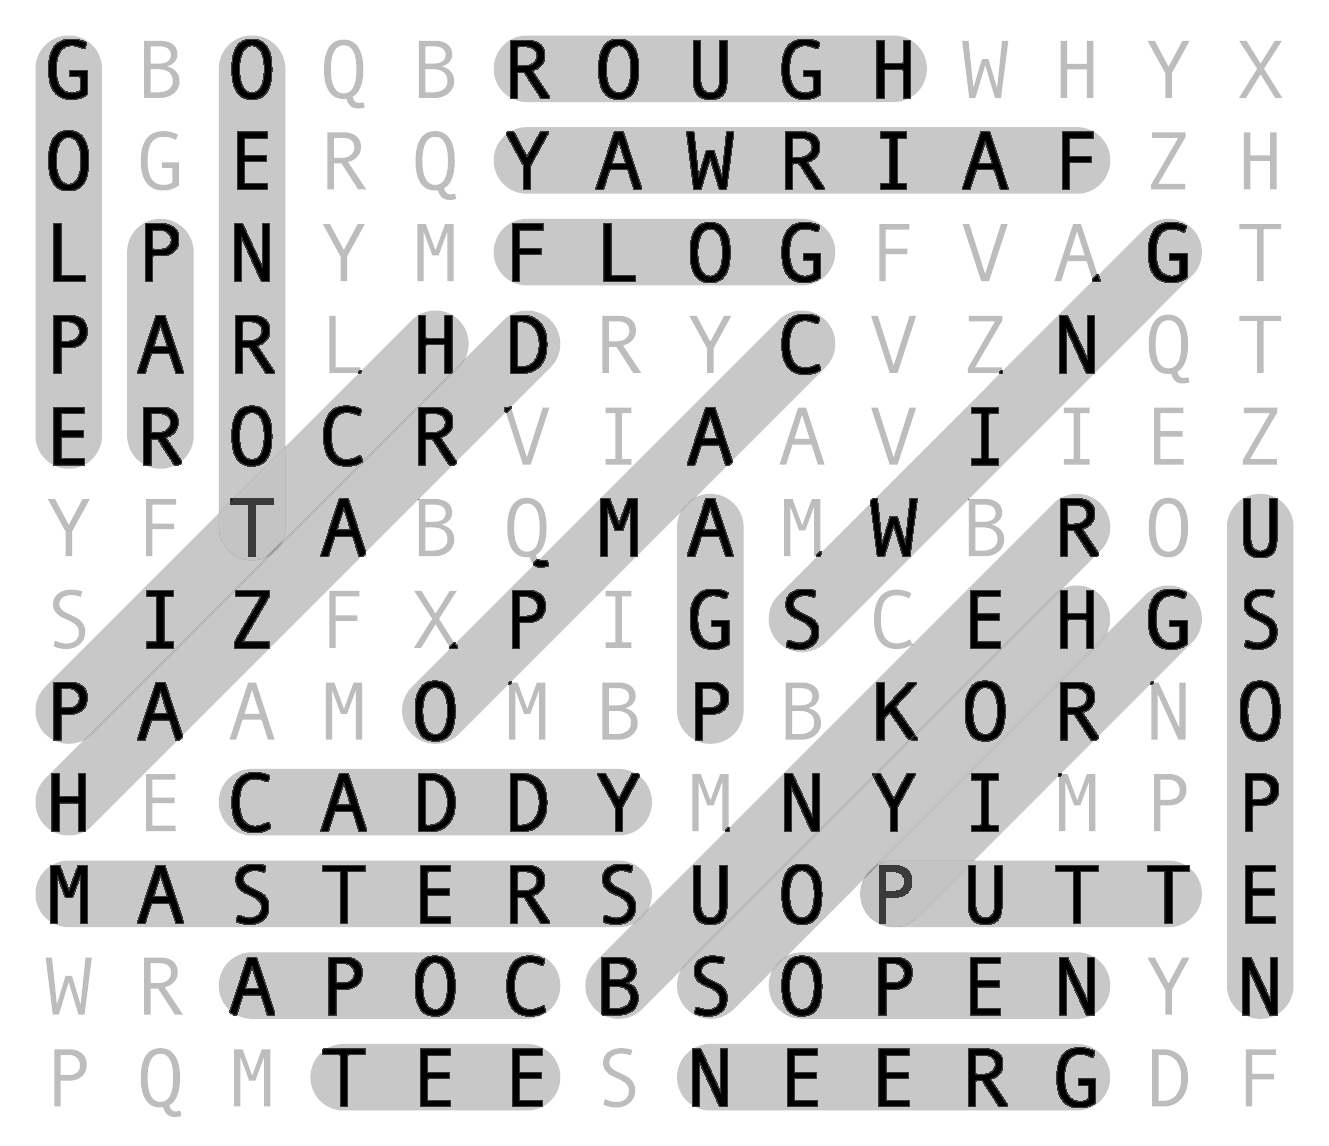 G B O Q B R O U G H W H Y X
O G E R Q Y A W R I A F Z H
L P N Y M F L O G F V A G T
P A R L H D R Y C V Z N Q T
E R O C R V I A A V I I E Z
Y F T A B Q M A M W B R O U
S I Z F X P I G S C E H G S
P A A M O M B P B K O R N O
H E C A D D Y M N Y I M P P
M A S T E R S U O P U T T E
W R A P O C B S O P E N Y N
P Q M T E E S N E E R G D F